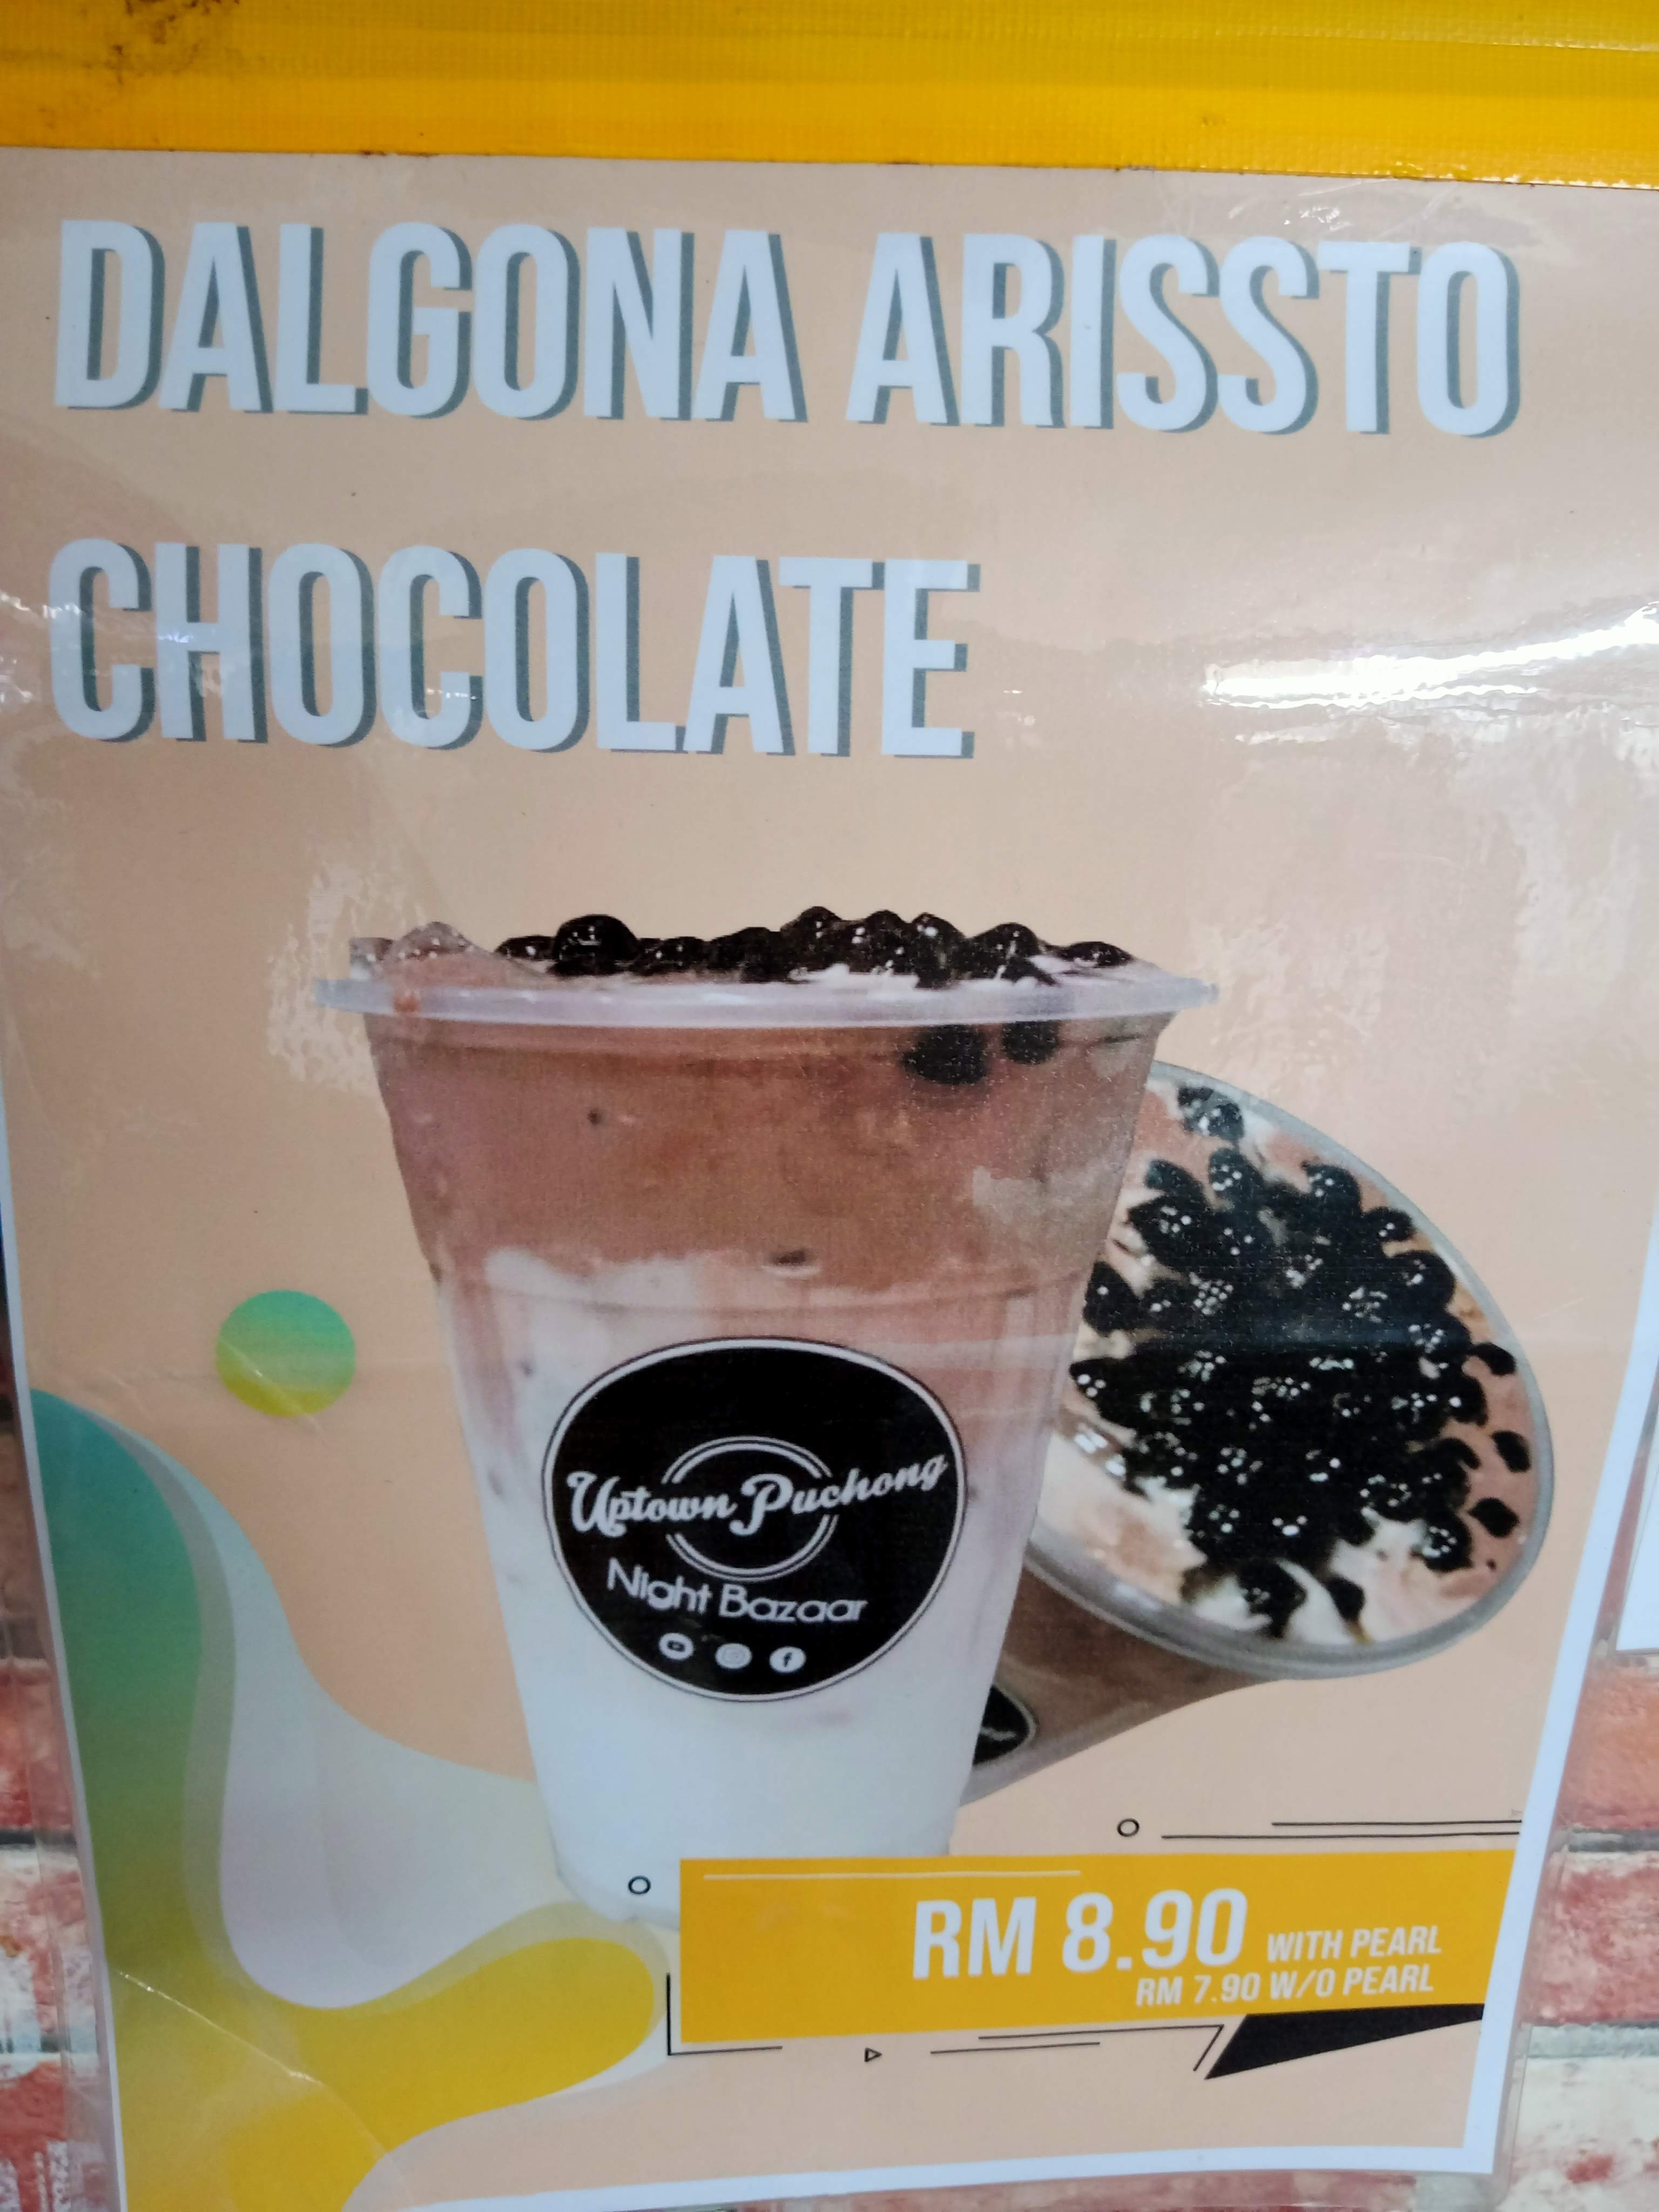 DALGONA ARISSTO
CHOCOLATE
Uptown Puchong
Night Bazaar
RM 8.90 WITH PEARL
RM 7.90 W/O PEARL